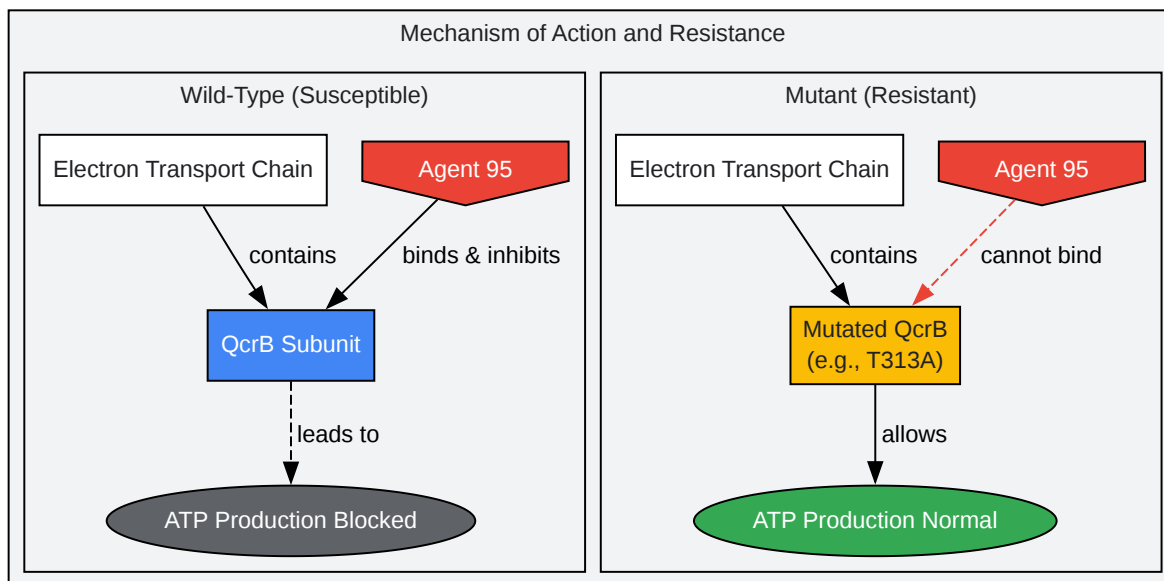 Mechanism of Action and Resistance
Wild-Type (Susceptible)
Electron Transport Chain
Agent 95
contains
binds & inhibits
QcrB Subunit
leads to
ATP Production Blocked
Mutant (Resistant)
Electron Transport Chain
Agent 95
contains
cannot bind
Mutated QcrB
(e.g., T313A)
allows
ATP Production Normal